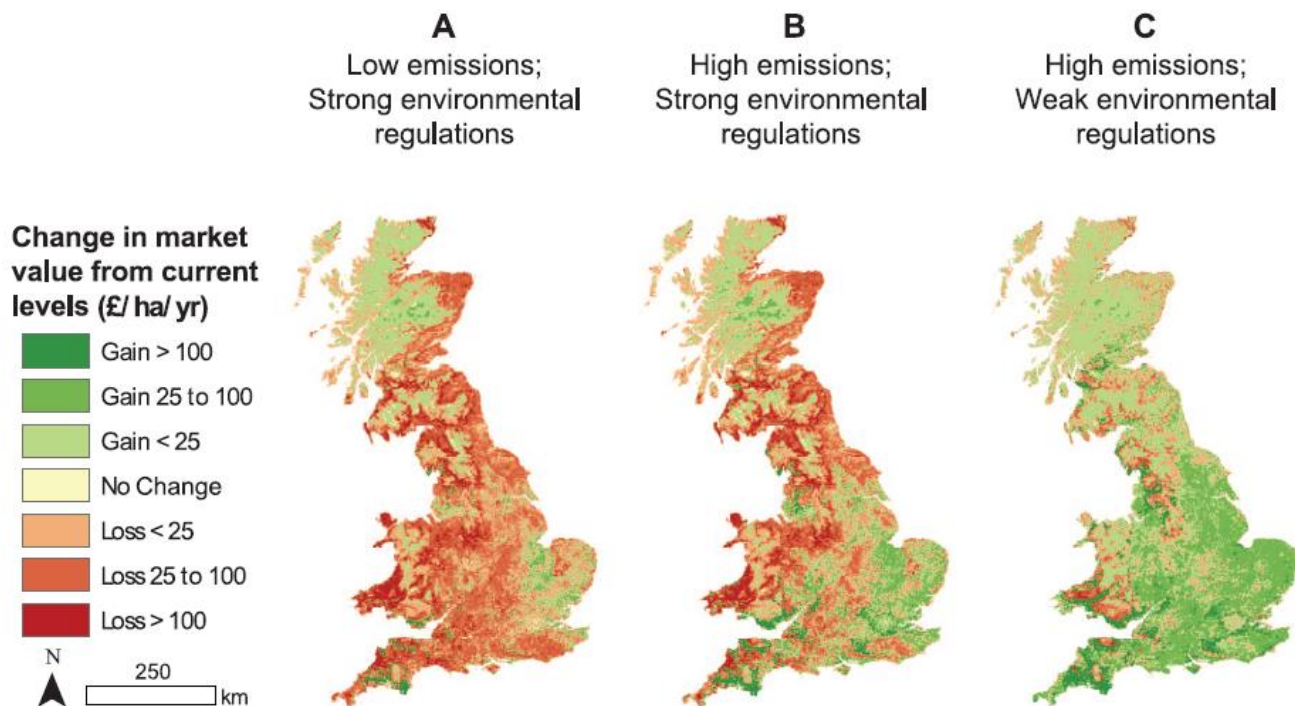 A
Low emissions;
Strong environmental
regulations
B
High emissions;
Strong environmental
regulations
C
High emissions;
Weak environmental
regulations
Change in market
value from current
levels (£/ ha/ yr)
Gain > 100
Gain 25 to 100
Gain < 25
No Change
Loss < 25
Loss 25 to 100
Loss > 100
N
250
km